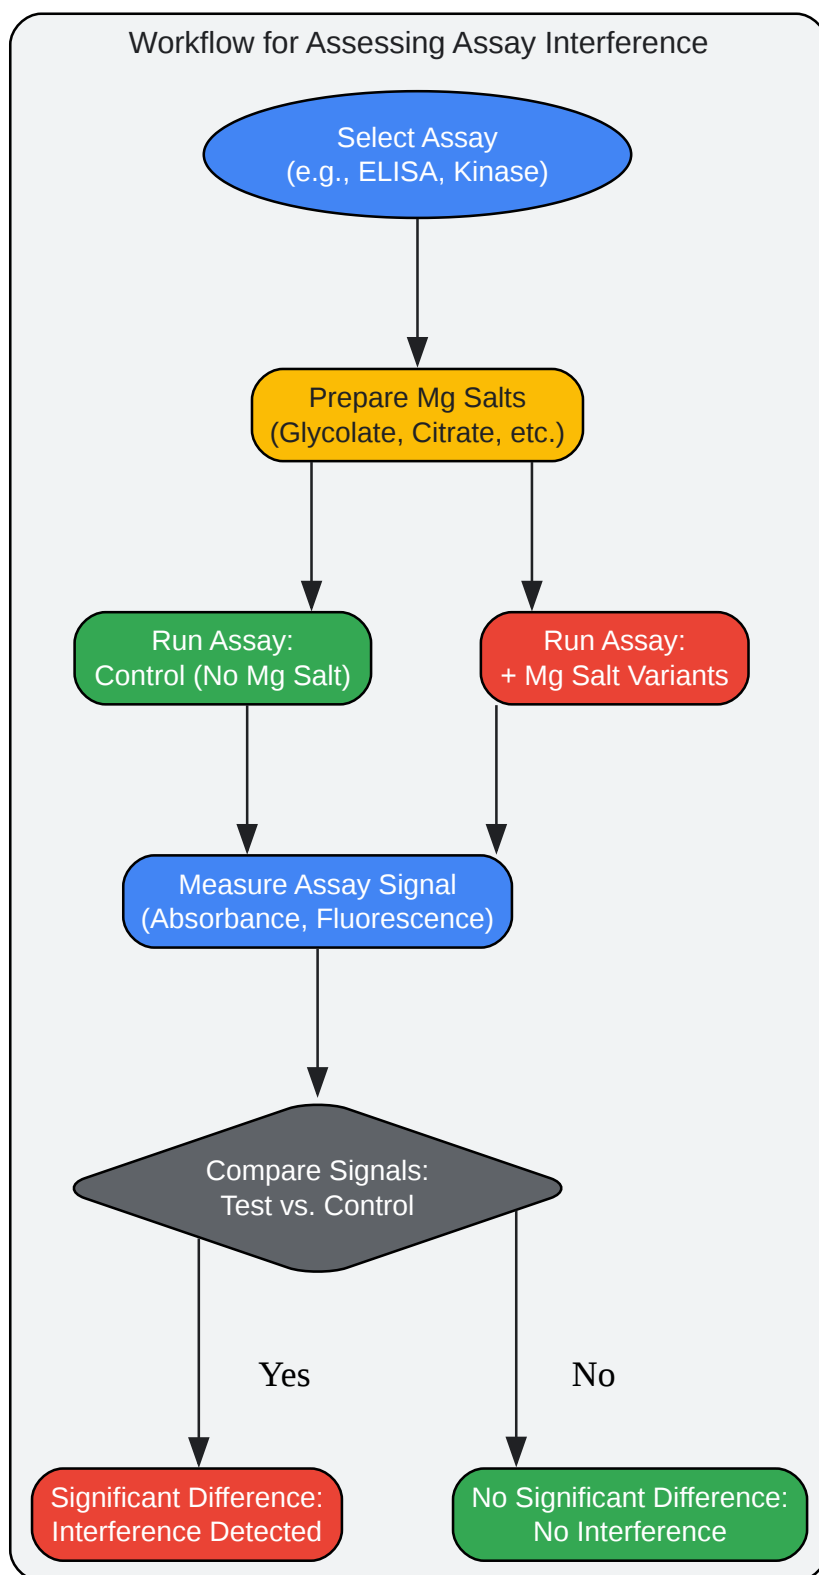 Workflow for Assessing Assay Interference
Select Assay
(e.g., ELISA, Kinase)
Prepare Mg Salts
(Glycolate, Citrate, etc.)
Run Assay:
Control (No Mg Salt)
Run Assay:
+ Mg Salt Variants
Measure Assay Signal
(Absorbance, Fluorescence)
Compare Signals:
Test vs. Control
Yes
No
Significant Difference:
Interference Detected
No Significant Difference:
No Interference